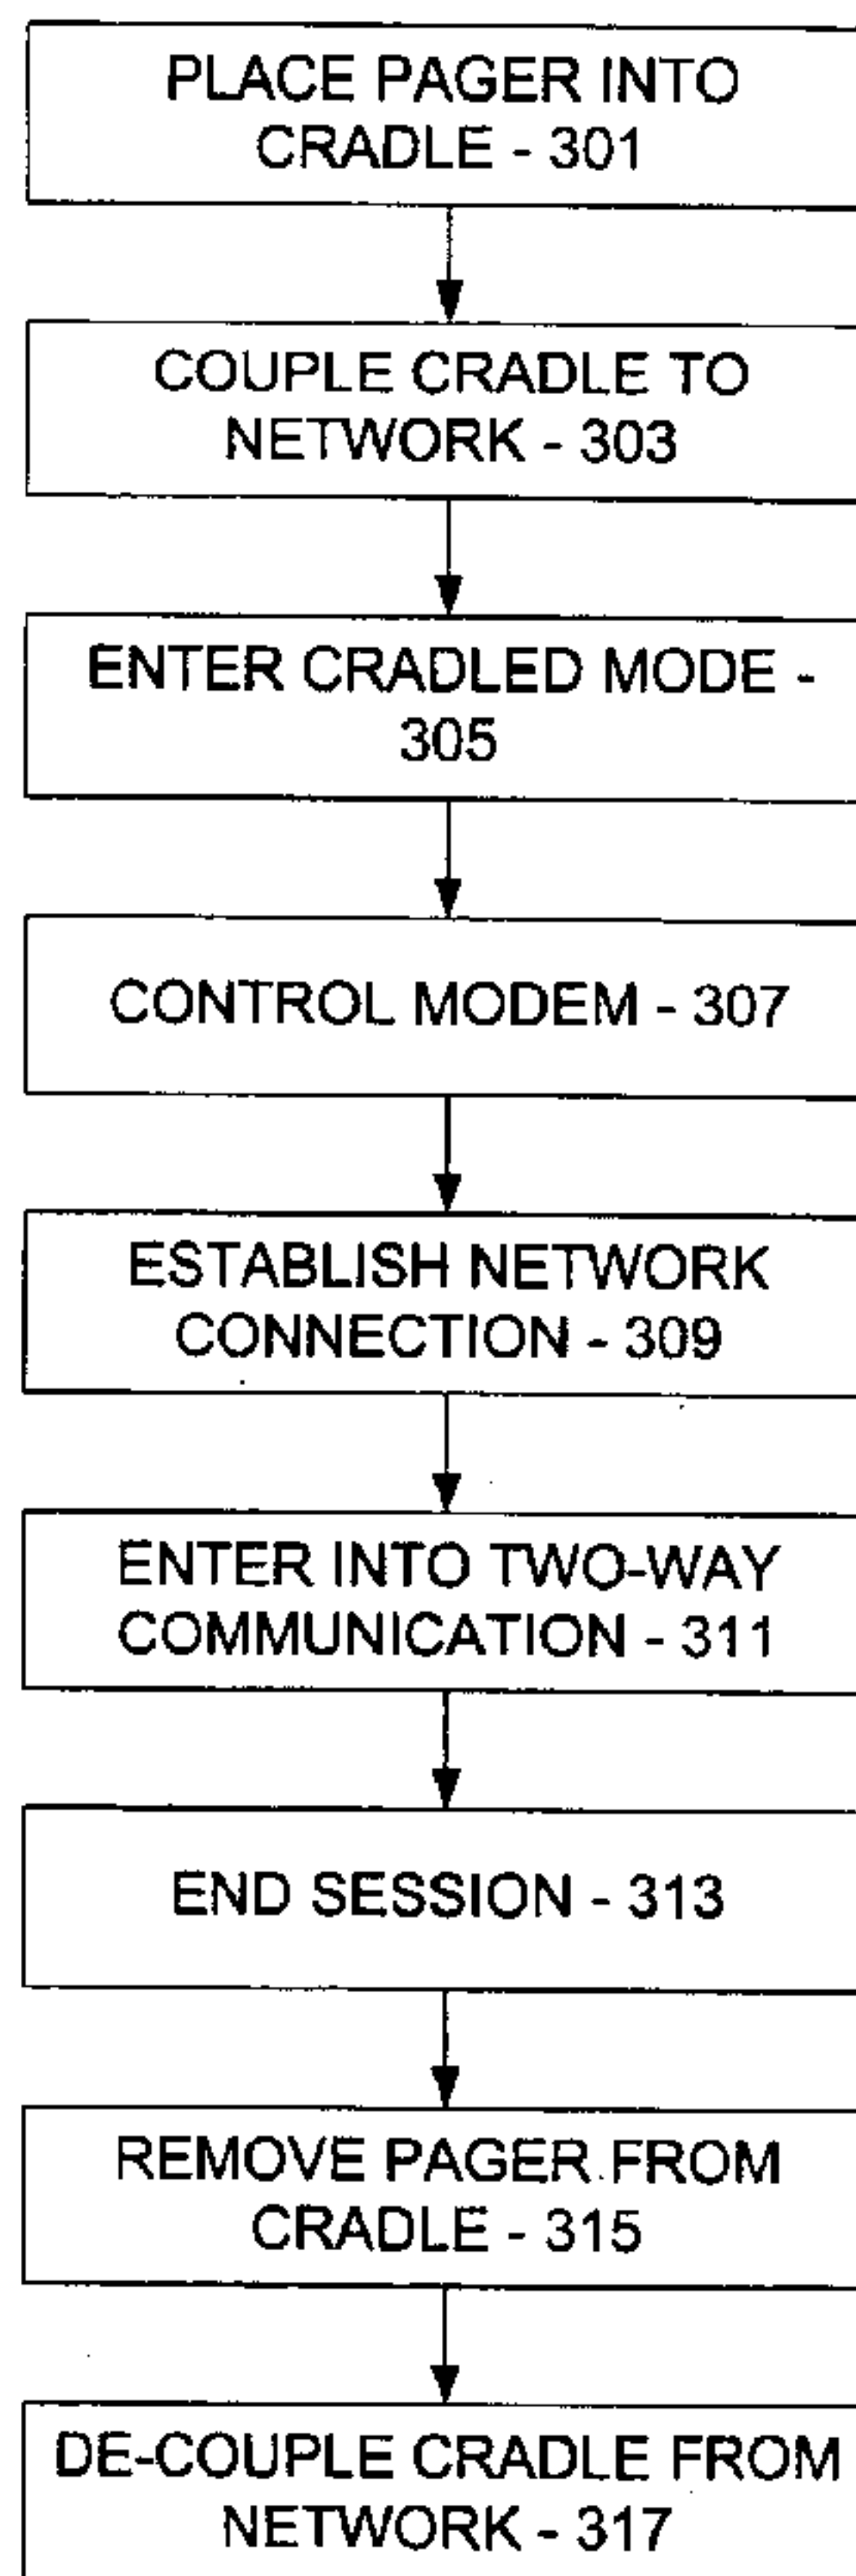 PLACE PAGER INTO
CRADLE - 301
COUPLE CRADLE TO
NETWORK - 303
ENTER CRADLED MODE -
305
CONTROL MODEM - 307
ESTABLISH NETWORK
CONNECTION - 309
ENTER INTO TWO-WAY
COMMUNICATION - 311
END SESSION - 313
REMOVE PAGER FROM
CRADLE - 315
DE-COUPLE CRADLE FROM
NETWORK - 317